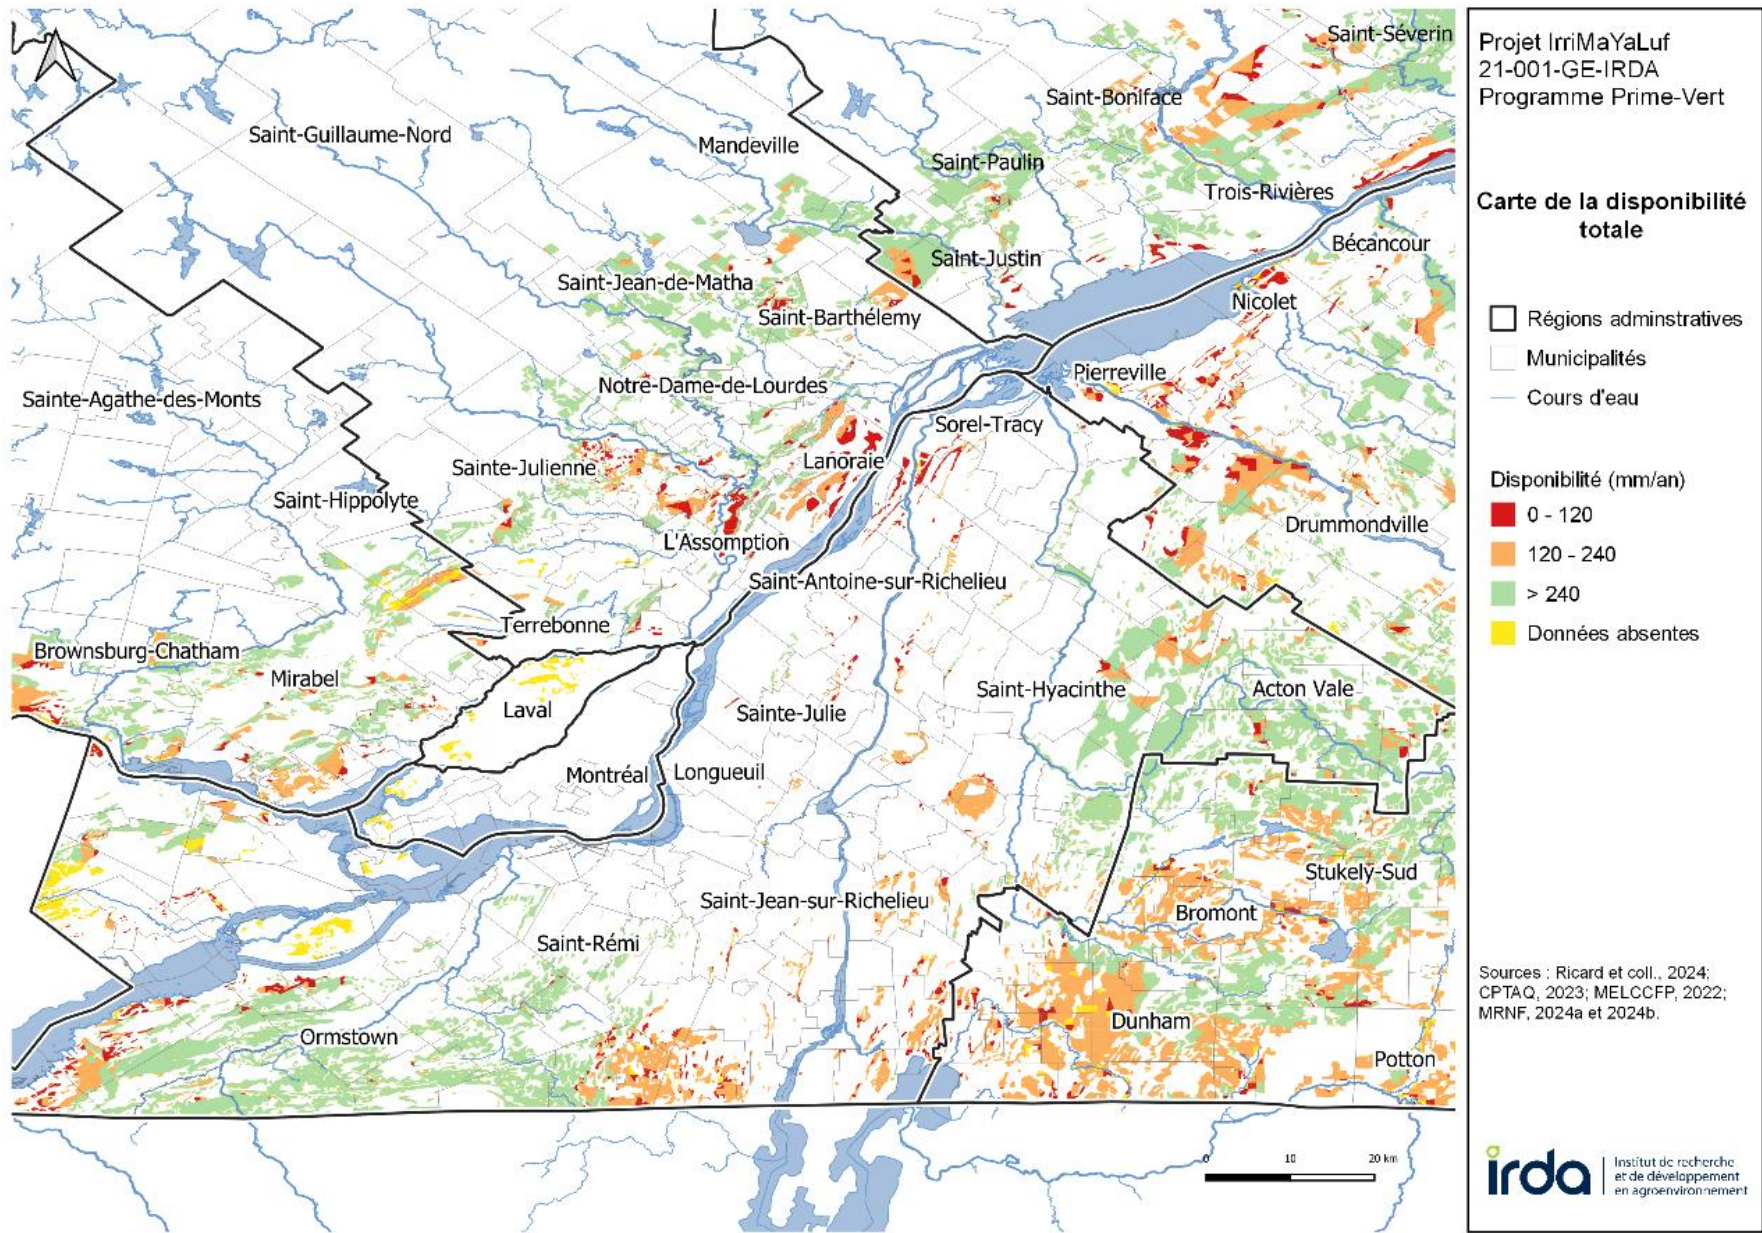 Saint-Séverin
Saint-Boniface
Saint-Guillaume-Nord
Mandeville
Saint-Paulin
Trois-Rivières
Bécancour
Saint-Justin
Saint-Jean-de-Matha
Nicolet
Saint-Barthélemy
Pierreville
Notre-Dame-de-Lourdes
Sainte-Agathe-des-Monts
Sorel-Tracy
Lanoraie
Sainte-Julienne
Saint-Hippolyte
Drummondville
L'Assomption
Saint-Antoine-sur-Richelieu
Terrebonne
Brownsburg-Chatham
Mirabel
Saint-Hyacinthe
Acton Vale
Laval
Sainte-Julie
Montréal
Longueuil
Stukely-Sud
Saint-Jean-sur-Richelieu
Bromont
Saint-Rémi
Dunham
Ormstown
Potton
0 10 20 km
Projet IrriMaYaLuf
21-001-GE-IRDA
Programme Prime-Vert
Carte de la disponibilité
totale
Régions adminstratives
Municipalités
Cours d'eau
Disponibilité (mm/an)
0 - 120
120 - 240
> 240
Données absentes
Sources : Ricard et coll., 2024;
CPTAQ, 2023; MELCCFP, 2022;
MRNF, 2024a et 2024b.
irda
Institut de recherche
et de développement
en agroenvironnement